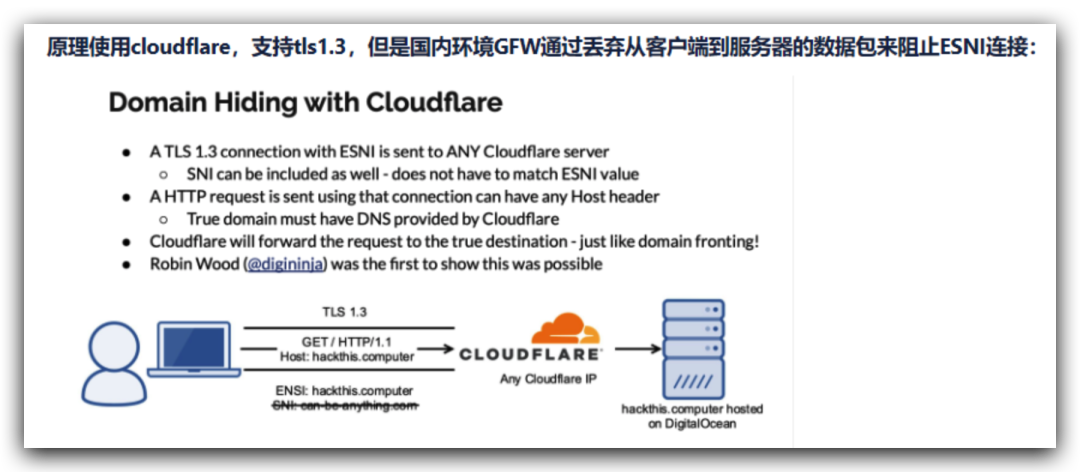 原理使用cloudflare，支持tls1.3，但是国内环境GFW通过丢弃从客户端到服务器的数据包来阻止ESNI连接：
Domain Hiding with Cloudflare
● A TLS 1.3 connection with ESNI is sent to ANY Cloudflare server
○ SNI can be included as well - does not have to match ESNI value
● A HTTP request is sent using that connection can have any Host header
○ True domain must have DNS provided by Cloudflare
● Cloudflare will forward the request to the true destination - just like domain fronting!
● Robin Wood (@digininja) was the first to show this was possible
TLS 1.3
GET / HTTP/1.1
Host: hackthis.computer
CLOUDFLARE
Any Cloudflare IP
ENSI: hackthis.computer
SNI: can-be-anything.com
hackthis.computer hosted
on DigitalOcean